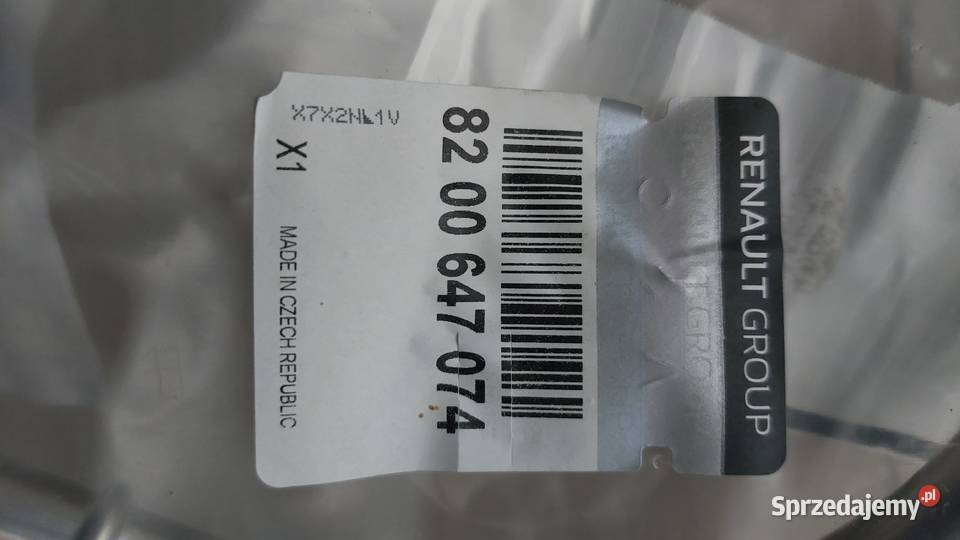 RENAULT GROUP
82 00 647 074
X7X2NL1V
X1
MADE IN CZECH REPUBLIC
Sprzedajemy.pl